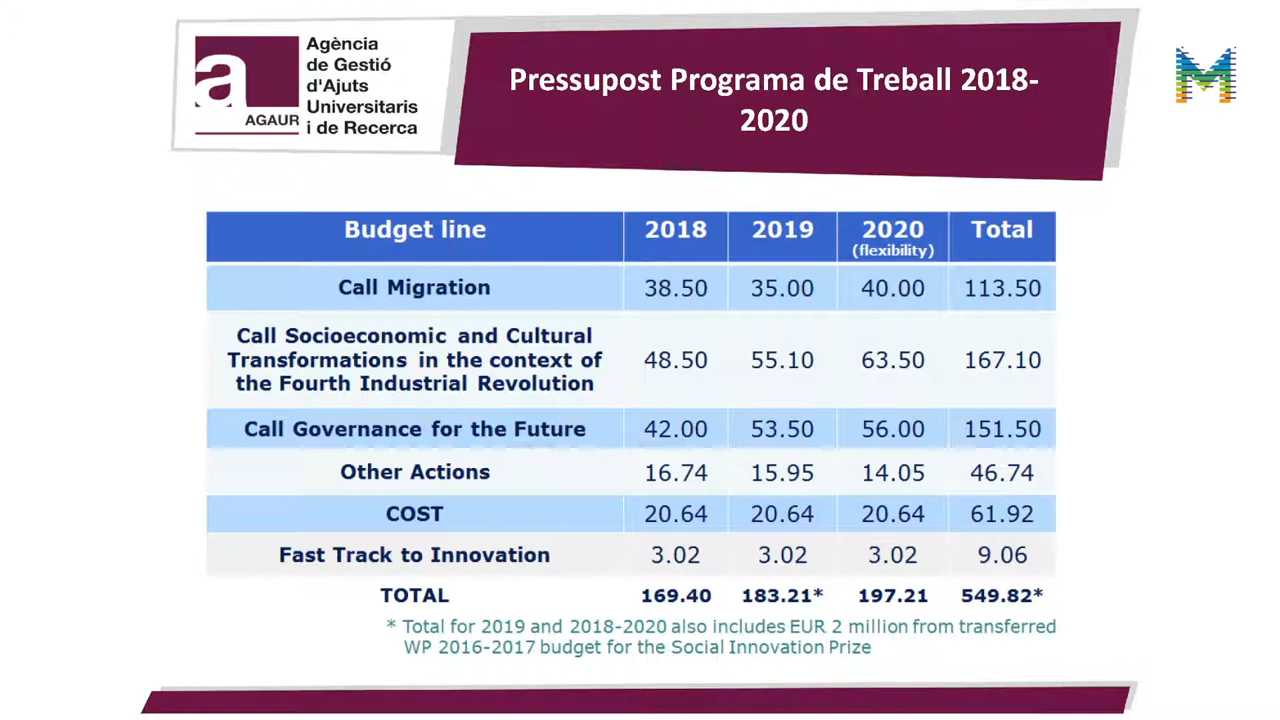 Agència
de Gestió
d'Ajuts
Universitaris
i de Recerca
a
AGAUR
Pressupost Programa de Treball 2018-
2020
M
Budget line 2018 2019 2020 (flexibility) Total
Call Migration 38.50 35.00 40.00 113.50
Call Socioeconomic and Cultural
Transformations in the context of 48.50 55.10 63.50 167.10
the Fourth Industrial Revolution
Call Governance for the Future 42.00 53.50 56.00 151.50
Other Actions 16.74 15.95 14.05 46.74
COST 20.64 20.64 20.64 61.92
Fast Track to Innovation 3.02 3.02 3.02 9.06
TOTAL 169.40 183.21* 197.21 549.82*
* Total for 2019 and 2018-2020 also includes EUR 2 million from transferred
WP 2016-2017 budget for the Social Innovation Prize